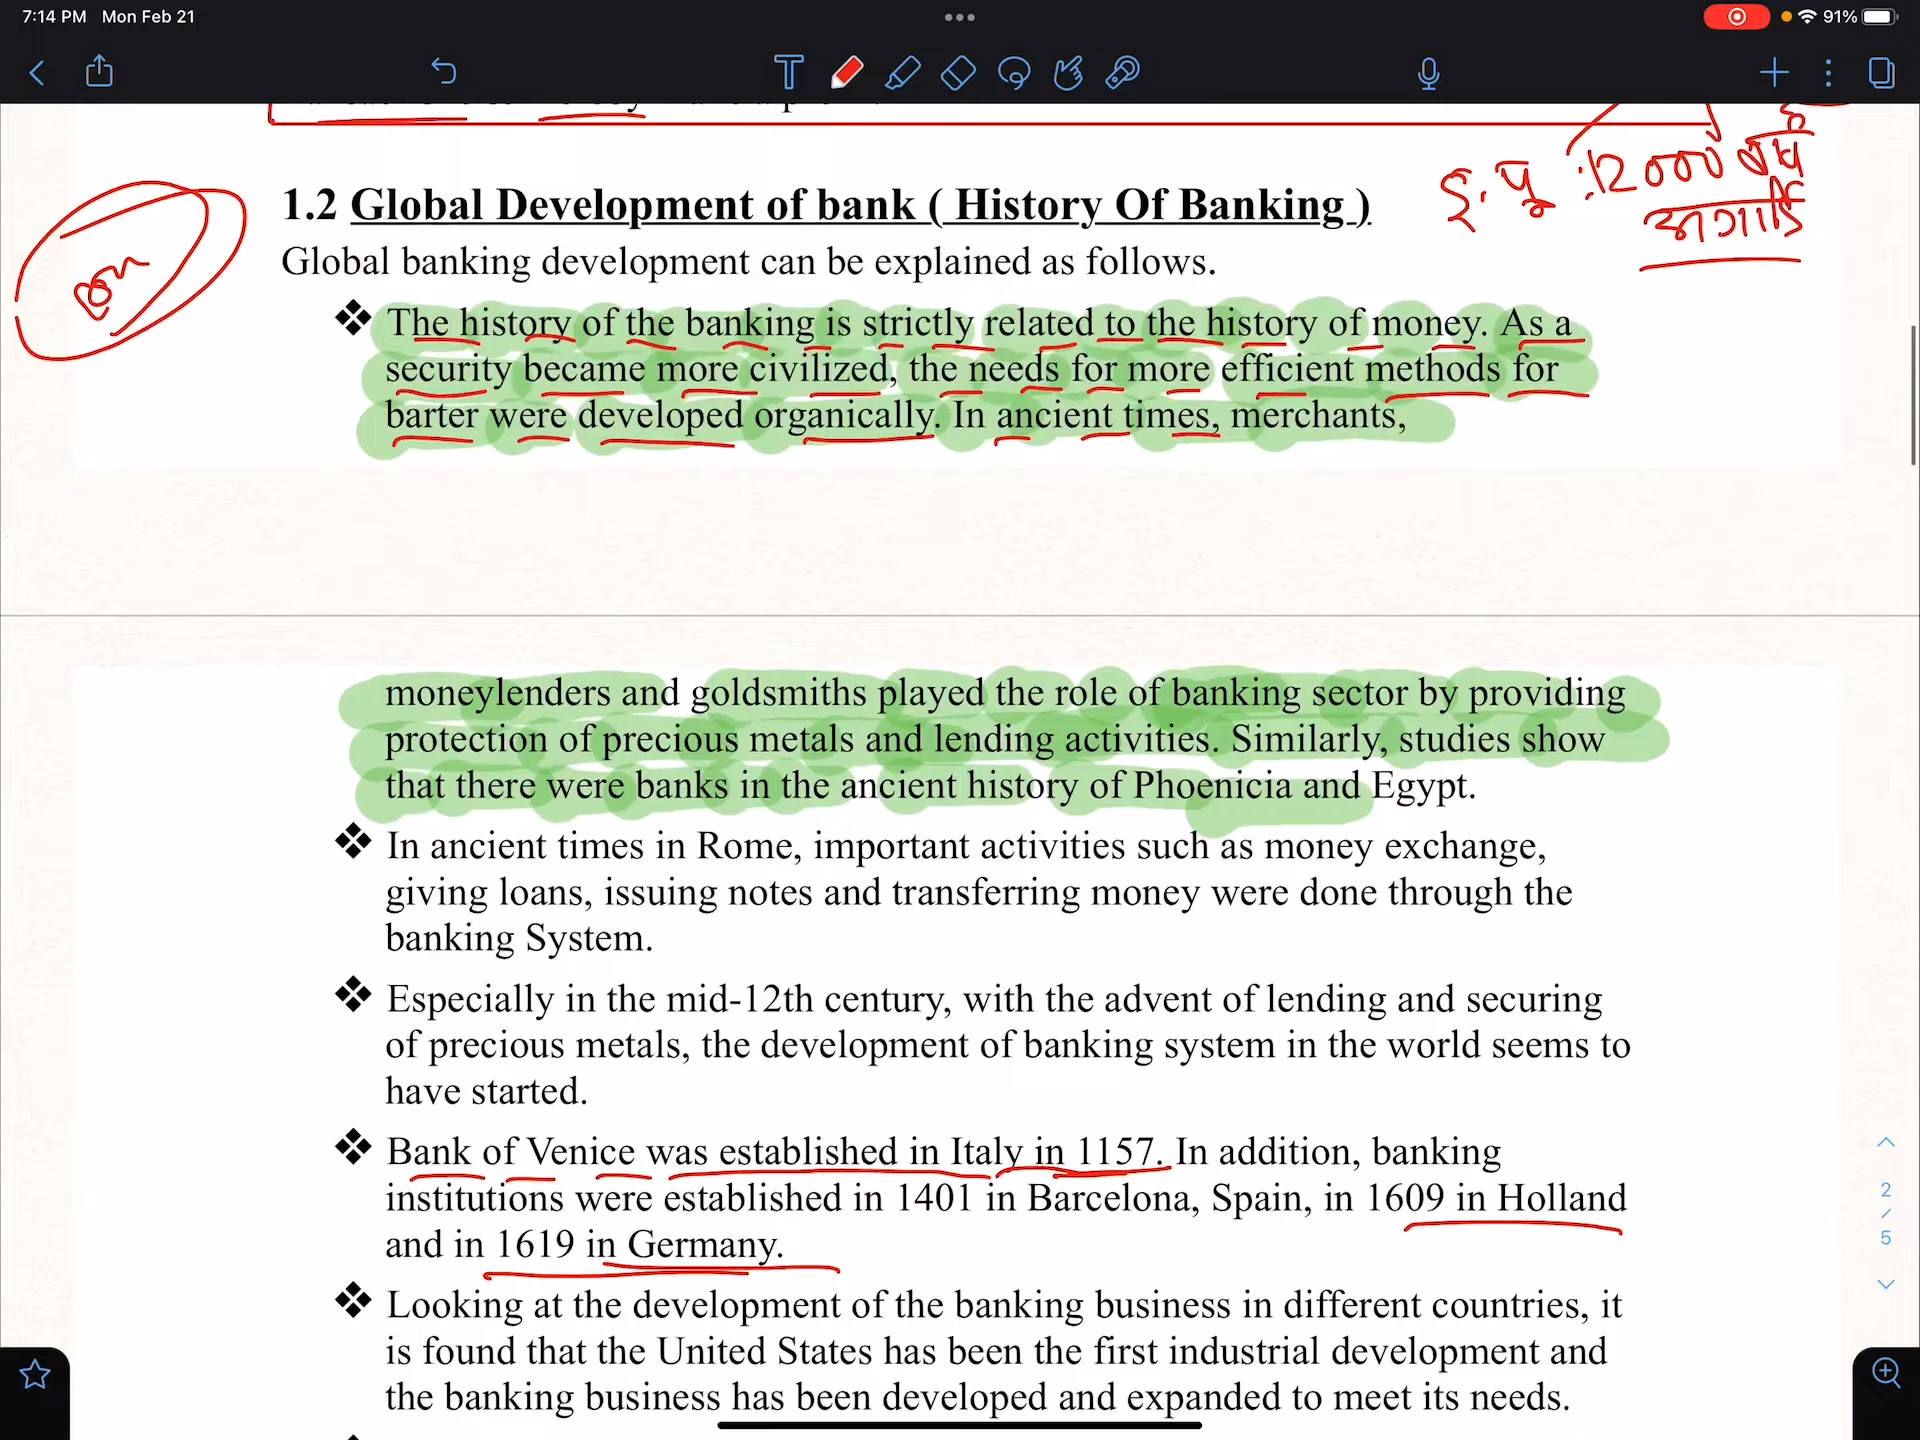 7:14 PM Mon Feb 21
91%
ई. पू. : 12000 वर्ष
अगाडि
1.2 Global Development of bank ( History Of Banking )
Global banking development can be explained as follows.
❖ The history of the banking is strictly related to the history of money. As a
security became more civilized, the needs for more efficient methods for
barter were developed organically. In ancient times, merchants,
moneylenders and goldsmiths played the role of banking sector by providing
protection of precious metals and lending activities. Similarly, studies show
that there were banks in the ancient history of Phoenicia and Egypt.
❖ In ancient times in Rome, important activities such as money exchange,
giving loans, issuing notes and transferring money were done through the
banking System.
❖ Especially in the mid-12th century, with the advent of lending and securing
of precious metals, the development of banking system in the world seems to
have started.
❖ Bank of Venice was established in Italy in 1157. In addition, banking
institutions were established in 1401 in Barcelona, Spain, in 1609 in Holland
and in 1619 in Germany.
❖ Looking at the development of the banking business in different countries, it
is found that the United States has been the first industrial development and
the banking business has been developed and expanded to meet its needs.
2
/
5